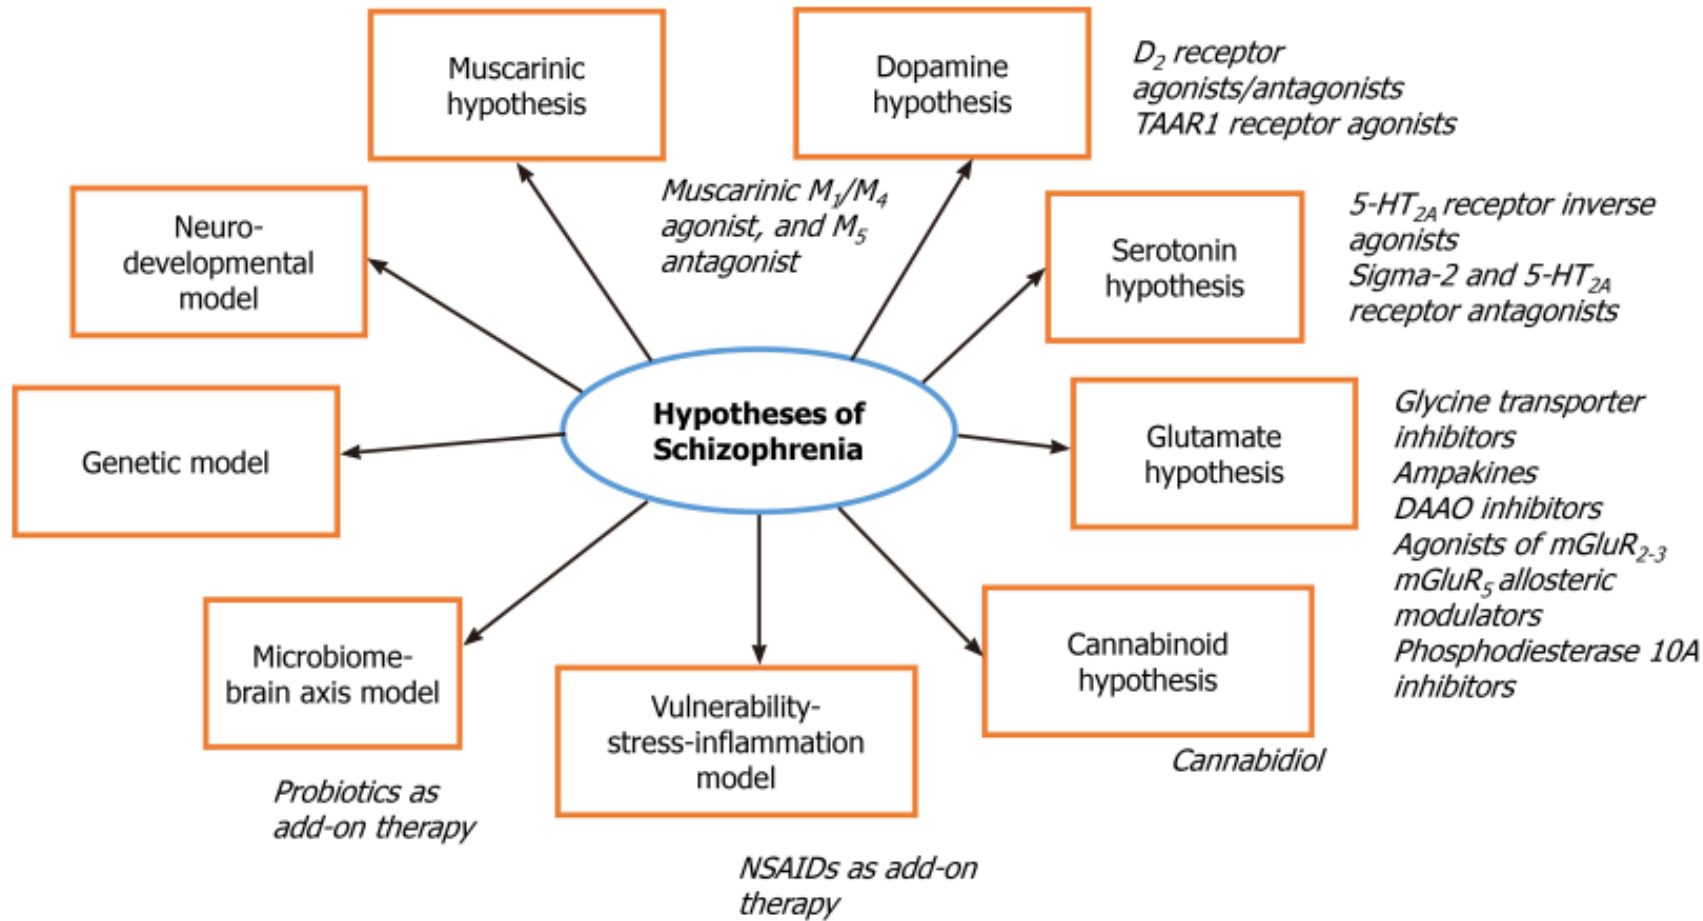 Muscarinic
hypothesis
Dopamine
hypothesis
D₂ receptor
agonists/antagonists
TAAR1 receptor agonists
Muscarinic M₁/M₄
agonist, and M₅
antagonist
Neuro-
developmental
model
Serotonin
hypothesis
5-HT₂A receptor inverse
agonists
Sigma-2 and 5-HT₂A
receptor antagonists
Hypotheses of
Schizophrenia
Genetic model
Glutamate
hypothesis
Glycine transporter
inhibitors
Ampakines
DAAO inhibitors
Agonists of mGluR₂₋₃
mGluR₅ allosteric
modulators
Phosphodiesterase 10A
inhibitors
Microbiome-
brain axis model
Vulnerability-
stress-inflammation
model
Cannabinoid
hypothesis
Cannabidiol
Probiotics as
add-on therapy
NSAIDs as add-on
therapy